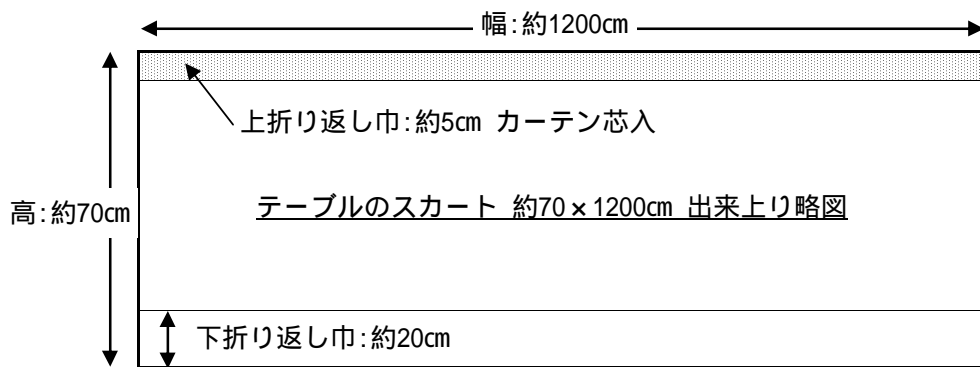 幅:約1200㎝
上折り返し巾:約5㎝ カーテン芯入
高:約70㎝
テーブルのスカート 約70×1200㎝ 出来上り略図
下折り返し巾:約20㎝